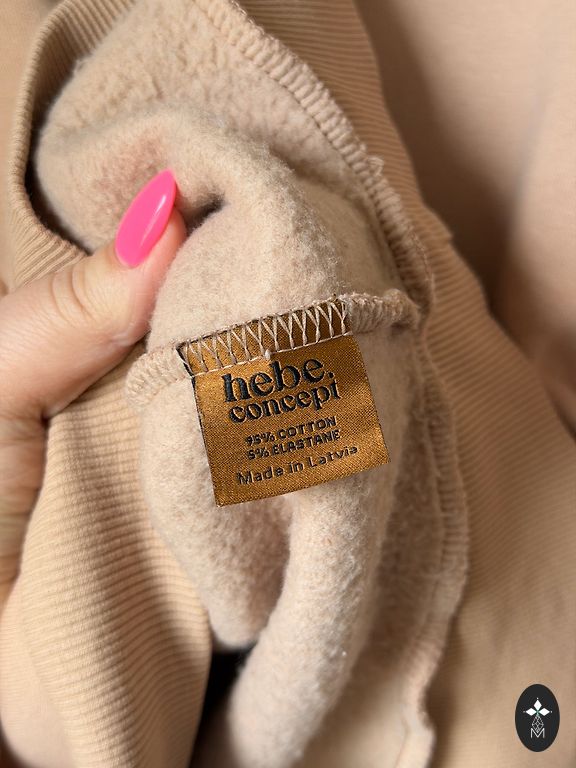 hebe.
concept
95% COTTON
5% ELASTANE
Made in Latvia